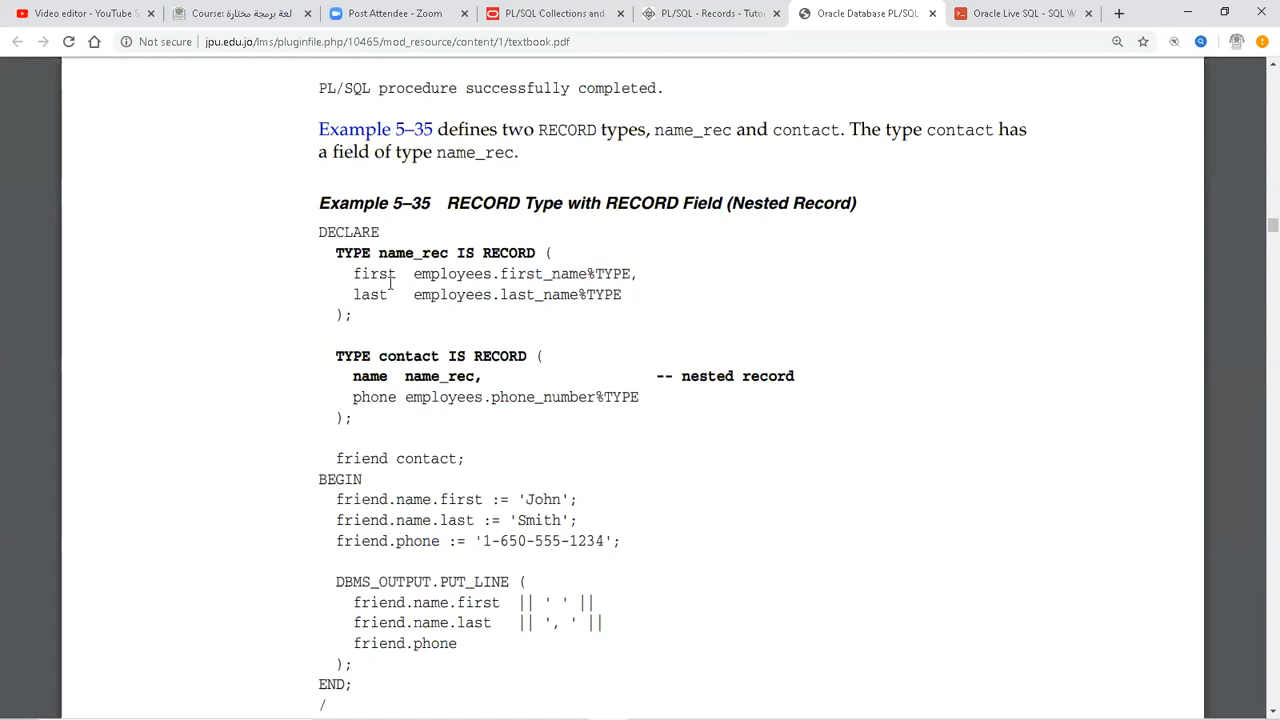 Video editor - YouTube S
Course: لغة برمجة مختارة
Post Attendee - Zoom
PL/SQL Collections and
PL/SQL - Records - Tutor
Oracle Database PL/SQL
Oracle Live SQL - SQL W
Not secure | jpu.edu.jo/lms/pluginfile.php/10465/mod_resource/content/1/textbook.pdf
PL/SQL procedure successfully completed.
Example 5–35 defines two RECORD types, name_rec and contact. The type contact has
a field of type name_rec.
Example 5–35 RECORD Type with RECORD Field (Nested Record)
DECLARE
TYPE name_rec IS RECORD (
first employees.first_name%TYPE,
last employees.last_name%TYPE
);
TYPE contact IS RECORD (
name name_rec, -- nested record
phone employees.phone_number%TYPE
);
friend contact;
BEGIN
friend.name.first := 'John';
friend.name.last := 'Smith';
friend.phone := '1-650-555-1234';
DBMS_OUTPUT.PUT_LINE (
friend.name.first || ' ' ||
friend.name.last || ', ' ||
friend.phone
);
END;
/